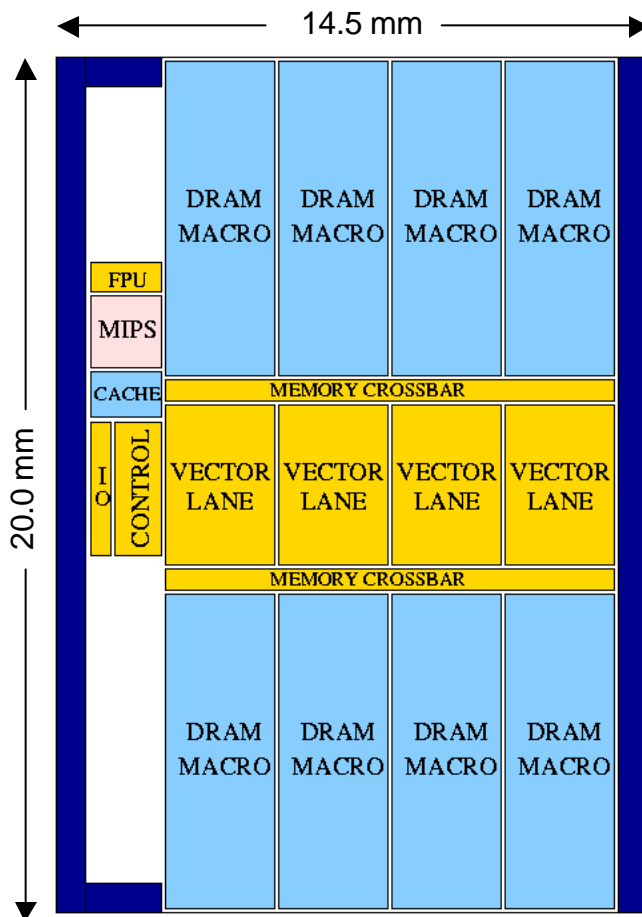 14.5 mm
20.0 mm
DRAM
MACRO
DRAM
MACRO
DRAM
MACRO
DRAM
MACRO
FPU
MIPS
CACHE
MEMORY CROSSBAR
IO
CONTROL
VECTOR
LANE
VECTOR
LANE
VECTOR
LANE
VECTOR
LANE
MEMORY CROSSBAR
DRAM
MACRO
DRAM
MACRO
DRAM
MACRO
DRAM
MACRO